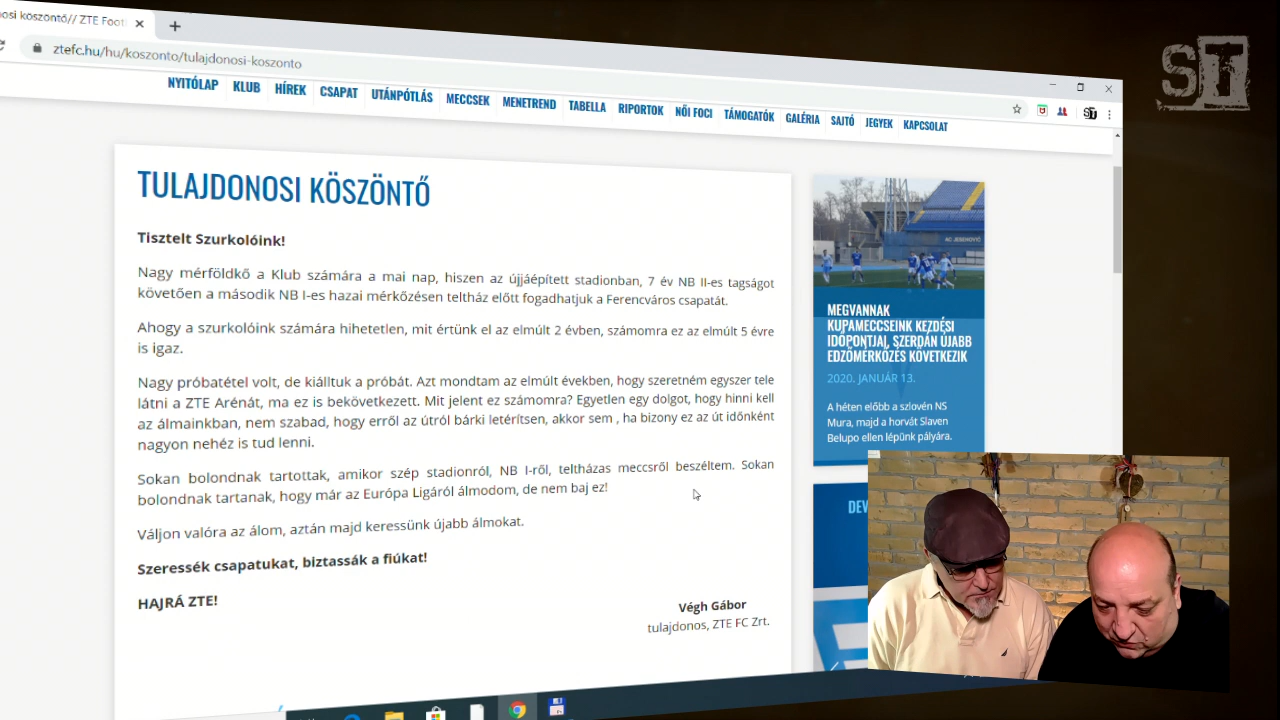 osi köszöntő// ZTE Foot
ztefc.hu/hu/koszonto/tulajdonosi-koszonto
ST
NYITÓLAP KLUB HÍREK CSAPAT UTÁNPÓTLÁS MECCSEK MENETREND TABELLA RIPORTOK NŐI FOCI TÁMOGATÓK GALÉRIA SAJTÓ JEGYEK KAPCSOLAT
TULAJDONOSI KÖSZÖNTŐ
Tisztelt Szurkolóink!
Nagy mérföldkő a Klub számára a mai nap, hiszen az újjáépített stadionban, 7 év NB II-es tagságot
követően a második NB I-es hazai mérkőzésen teltház előtt fogadhatjuk a Ferencváros csapatát.
Ahogy a szurkolóink számára hihetetlen, mit értünk el az elmúlt 2 évben, számomra ez az elmúlt 5 évre
is igaz.
Nagy próbatétel volt, de kiálltuk a próbát. Azt mondtam az elmúlt években, hogy szeretném egyszer tele
látni a ZTE Arénát, ma ez is bekövetkezett. Mit jelent ez számomra? Egyetlen egy dolgot, hogy hinni kell
az álmainkban, nem szabad, hogy erről az útról bárki letérítsen, akkor sem , ha bizony ez az út időnként
nagyon nehéz is tud lenni.
Sokan bolondnak tartottak, amikor szép stadionról, NB I-ről, teltházas meccsről beszéltem. Sokan
bolondnak tartanak, hogy már az Európa Ligáról álmodom, de nem baj ez!
Váljon valóra az álom, aztán majd keressünk újabb álmokat.
Szeressék csapatukat, biztassák a fiúkat!
HAJRÁ ZTE!
Végh Gábor
tulajdonos, ZTE FC Zrt.
MEGVANNAK
KUPAMECCSEINK KEZDÉSI
IDŐPONTJAI, SZERDÁN ÚJABB
EDZŐMÉRKŐZÉS KÖVETKEZIK
2020. JANUÁR 13.
A héten előbb a szlovén NS
Mura, majd a horvát Slaven
Belupo ellen lépünk pályára.
DEV